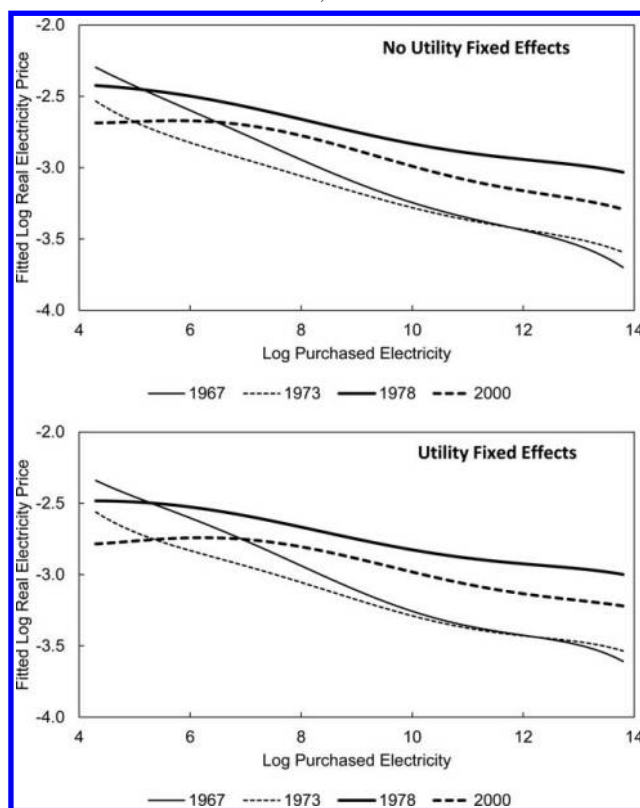 No Utility Fixed Effects
Fitted Log Real Electricity Price
-2.0
-2.5
-3.0
-3.5
-4.0
4 6 8 10 12 14
Log Purchased Electricity
1967 1973 1978 2000
Utility Fixed Effects
Fitted Log Real Electricity Price
-2.0
-2.5
-3.0
-3.5
-4.0
4 6 8 10 12 14
Log Purchased Electricity
1967 1973 1978 2000